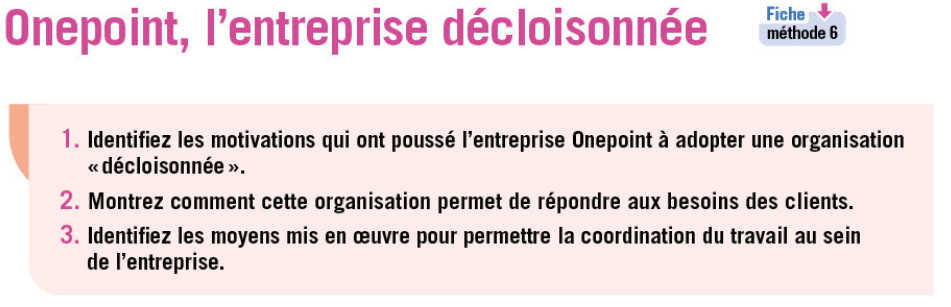 Onepoint, l’entreprise décloisonnée
Fiche
méthode 6
1. Identifiez les motivations qui ont poussé l’entreprise Onepoint à adopter une organisation
« décloisonnée ».
2. Montrez comment cette organisation permet de répondre aux besoins des clients.
3. Identifiez les moyens mis en œuvre pour permettre la coordination du travail au sein
de l’entreprise.